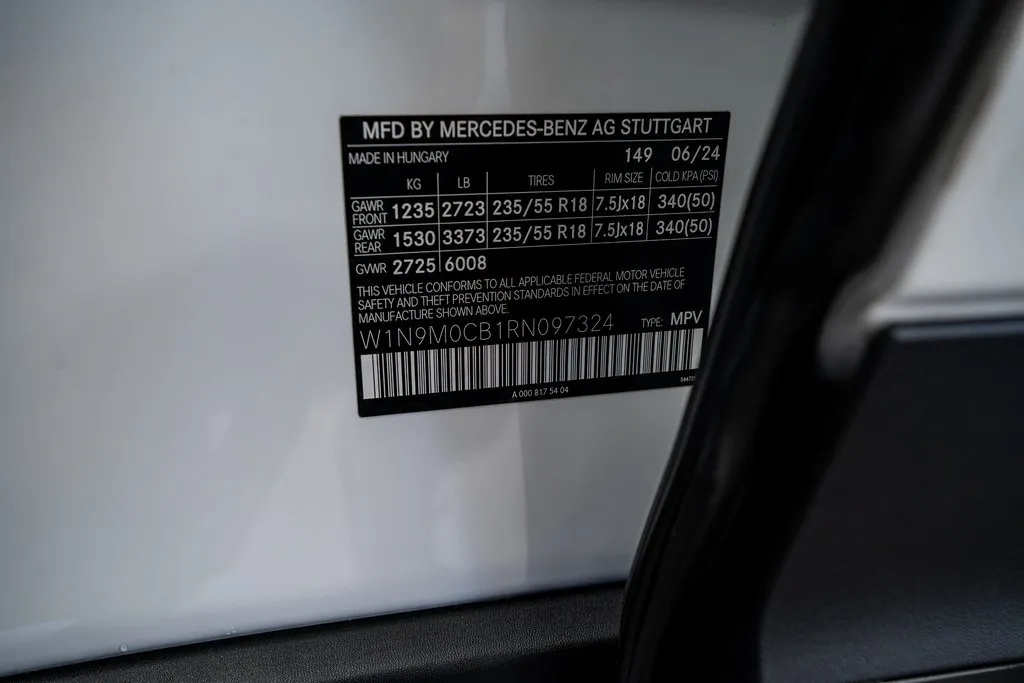 MFD BY MERCEDES-BENZ AG STUTTGART
MADE IN HUNGARY 149 06/24
KG LB TIRES RIM SIZE COLD KPA (PSI)
GAWR FRONT 1235 2723 235/55 R18 7.5Jx18 340(50)
GAWR REAR 1530 3373 235/55 R18 7.5Jx18 340(50)
GVWR 2725 6008
THIS VEHICLE CONFORMS TO ALL APPLICABLE FEDERAL MOTOR VEHICLE
SAFETY AND THEFT PREVENTION STANDARDS IN EFFECT ON THE DATE OF
MANUFACTURE SHOWN ABOVE.
W1N9M0CB1RN097324 TYPE: MPV
A 000 817 54 04